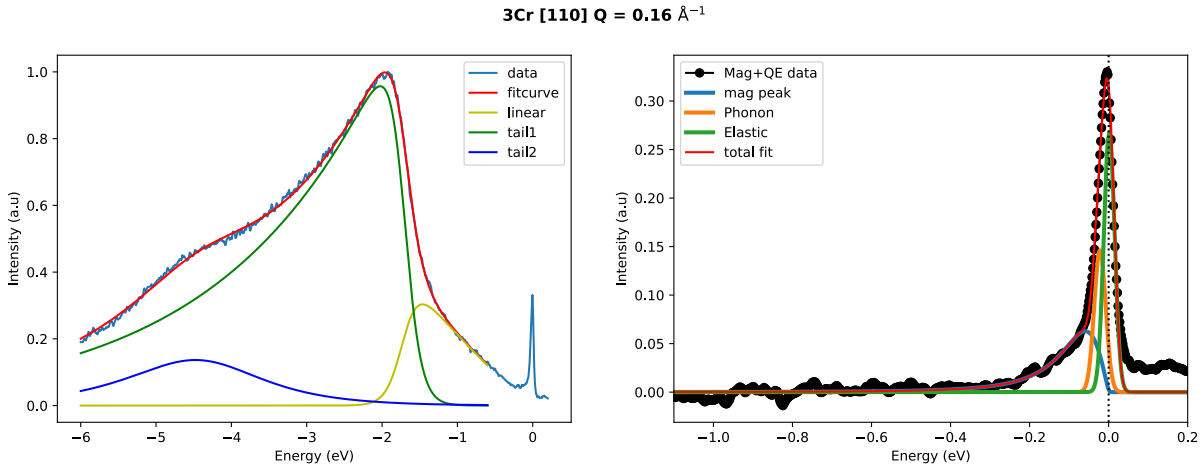 3Cr [110] Q = 0.16 Å⁻¹
Intensity (a.u)
1.0
0.8
0.6
0.4
0.2
0.0
data
fitcurve
linear
tail1
tail2
−6 −5 −4 −3 −2 −1 0
Energy (eV)
Intensity (a.u)
0.30
0.25
0.20
0.15
0.10
0.05
0.00
Mag+QE data
mag peak
Phonon
Elastic
total fit
−1.0 −0.8 −0.6 −0.4 −0.2 0.0 0.2
Energy (eV)